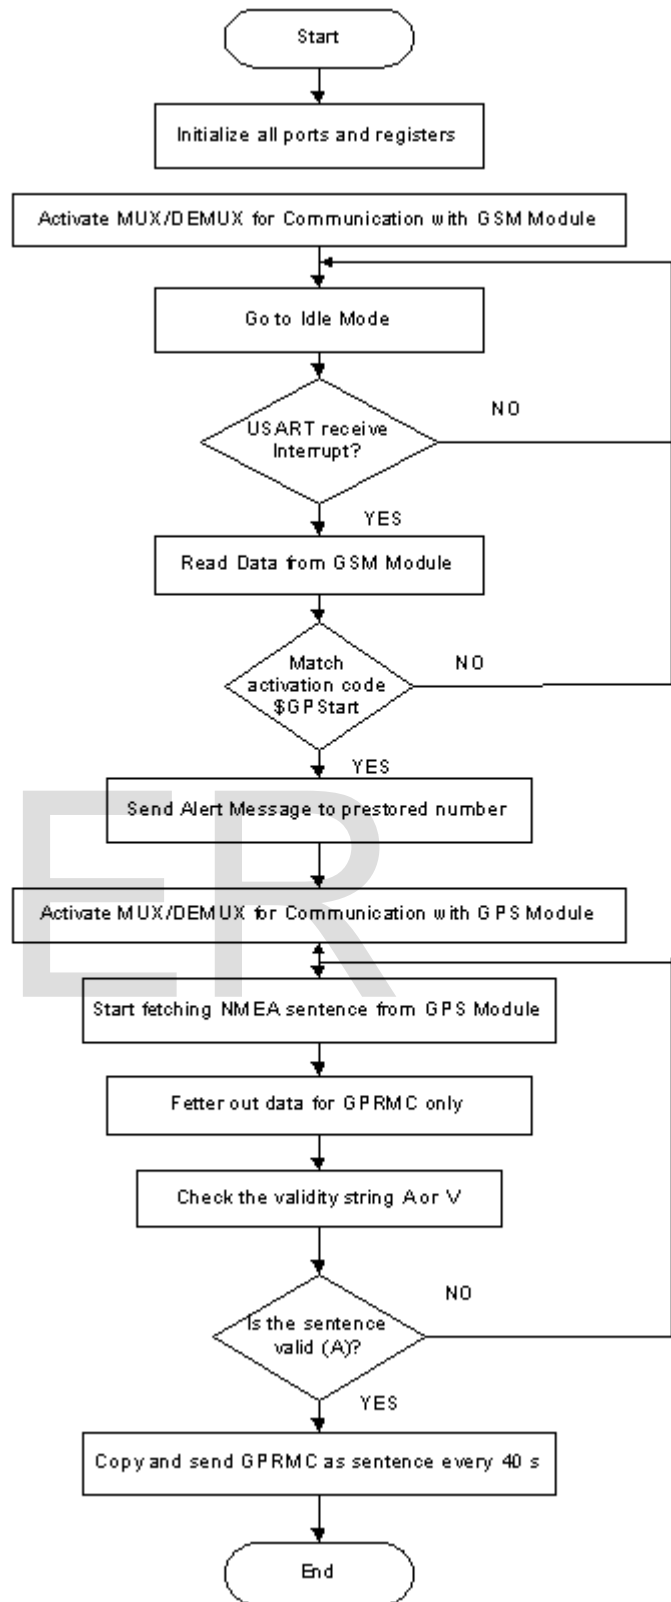 Start
Initialize all ports and registers
Activate MUX/DEMUX for Communication with GSM Module
Go to Idle Mode
NO
USART receive
Interrupt?
YES
Read Data from GSM Module
Match
NO
activation code
$GPStart
YES
Send Alert Message to prestored number
ER
Activate MUX/DEMUX for Communication with GPS Module
Start fetching NMEA sentence from GPS Module
Fetter out data for GPRMC only
Check the validity string A or V
NO
Is the sentence
valid (A)?
YES
Copy and send GPRMC as sentence every 40 s
End